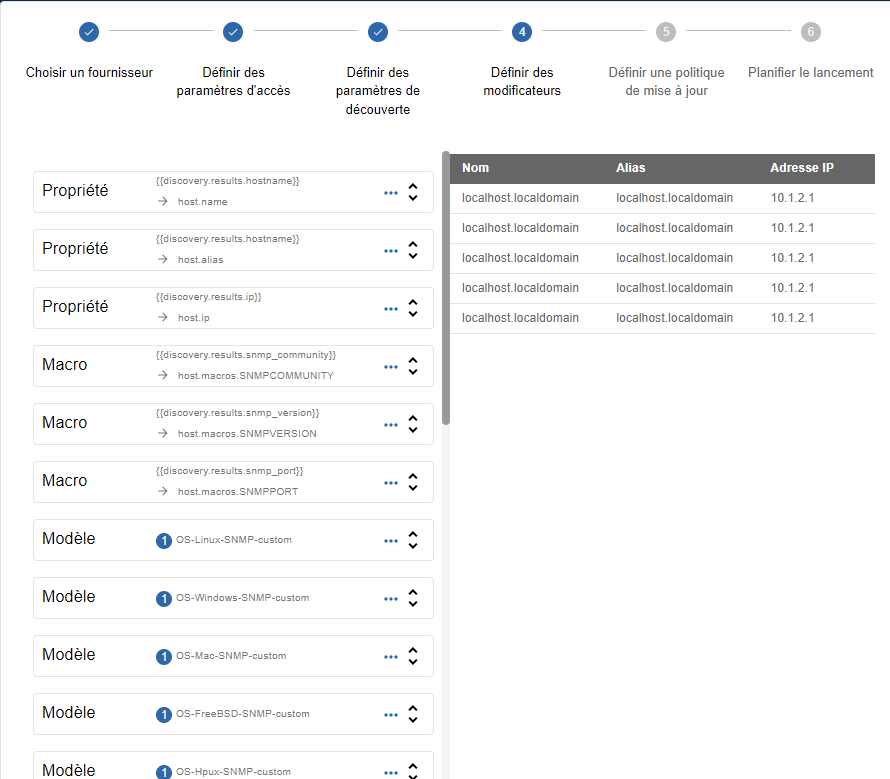 4
5
6
Choisir un fournisseur
Définir des
paramètres d'accès
Définir des
paramètres de
découverte
Définir des
modificateurs
Définir une politique
de mise à jour
Planifier le lancement
Propriété
{{discovery.results.hostname}}
→ host.name
Propriété
{{discovery.results.hostname}}
→ host.alias
Propriété
{{discovery.results.ip}}
→ host.ip
Macro
{{discovery.results.snmp_community}}
→ host.macros.SNMPCOMMUNITY
Macro
{{discovery.results.snmp_version}}
→ host.macros.SNMPVERSION
Macro
{{discovery.results.snmp_port}}
→ host.macros.SNMPPORT
Modèle 1 OS-Linux-SNMP-custom
Modèle 1 OS-Windows-SNMP-custom
Modèle 1 OS-Mac-SNMP-custom
Modèle 1 OS-FreeBSD-SNMP-custom
Modèle 1 OS-Hpux-SNMP-custom
Nom Alias Adresse IP
localhost.localdomain localhost.localdomain 10.1.2.1
localhost.localdomain localhost.localdomain 10.1.2.1
localhost.localdomain localhost.localdomain 10.1.2.1
localhost.localdomain localhost.localdomain 10.1.2.1
localhost.localdomain localhost.localdomain 10.1.2.1